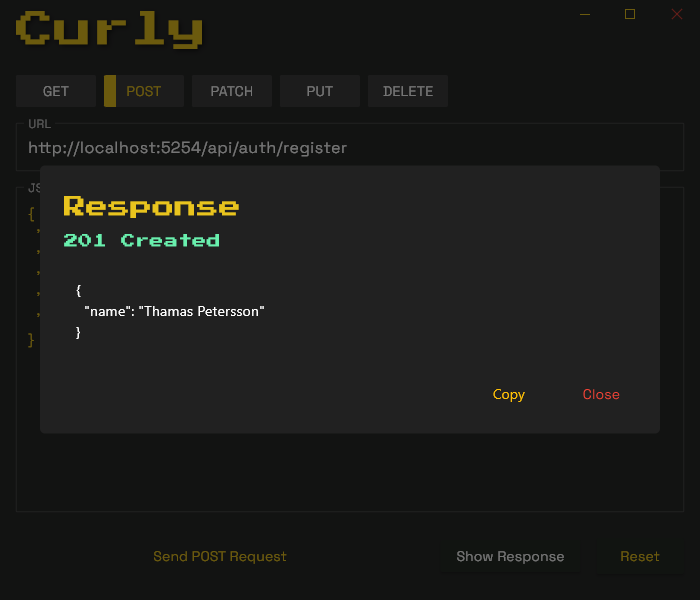 Curly
GET POST PATCH PUT DELETE
URL
http://localhost:5254/api/auth/register
{
}
Response
201 Created
{
"name": "Thamas Petersson"
}
Copy Close
Send POST Request Show Response Reset